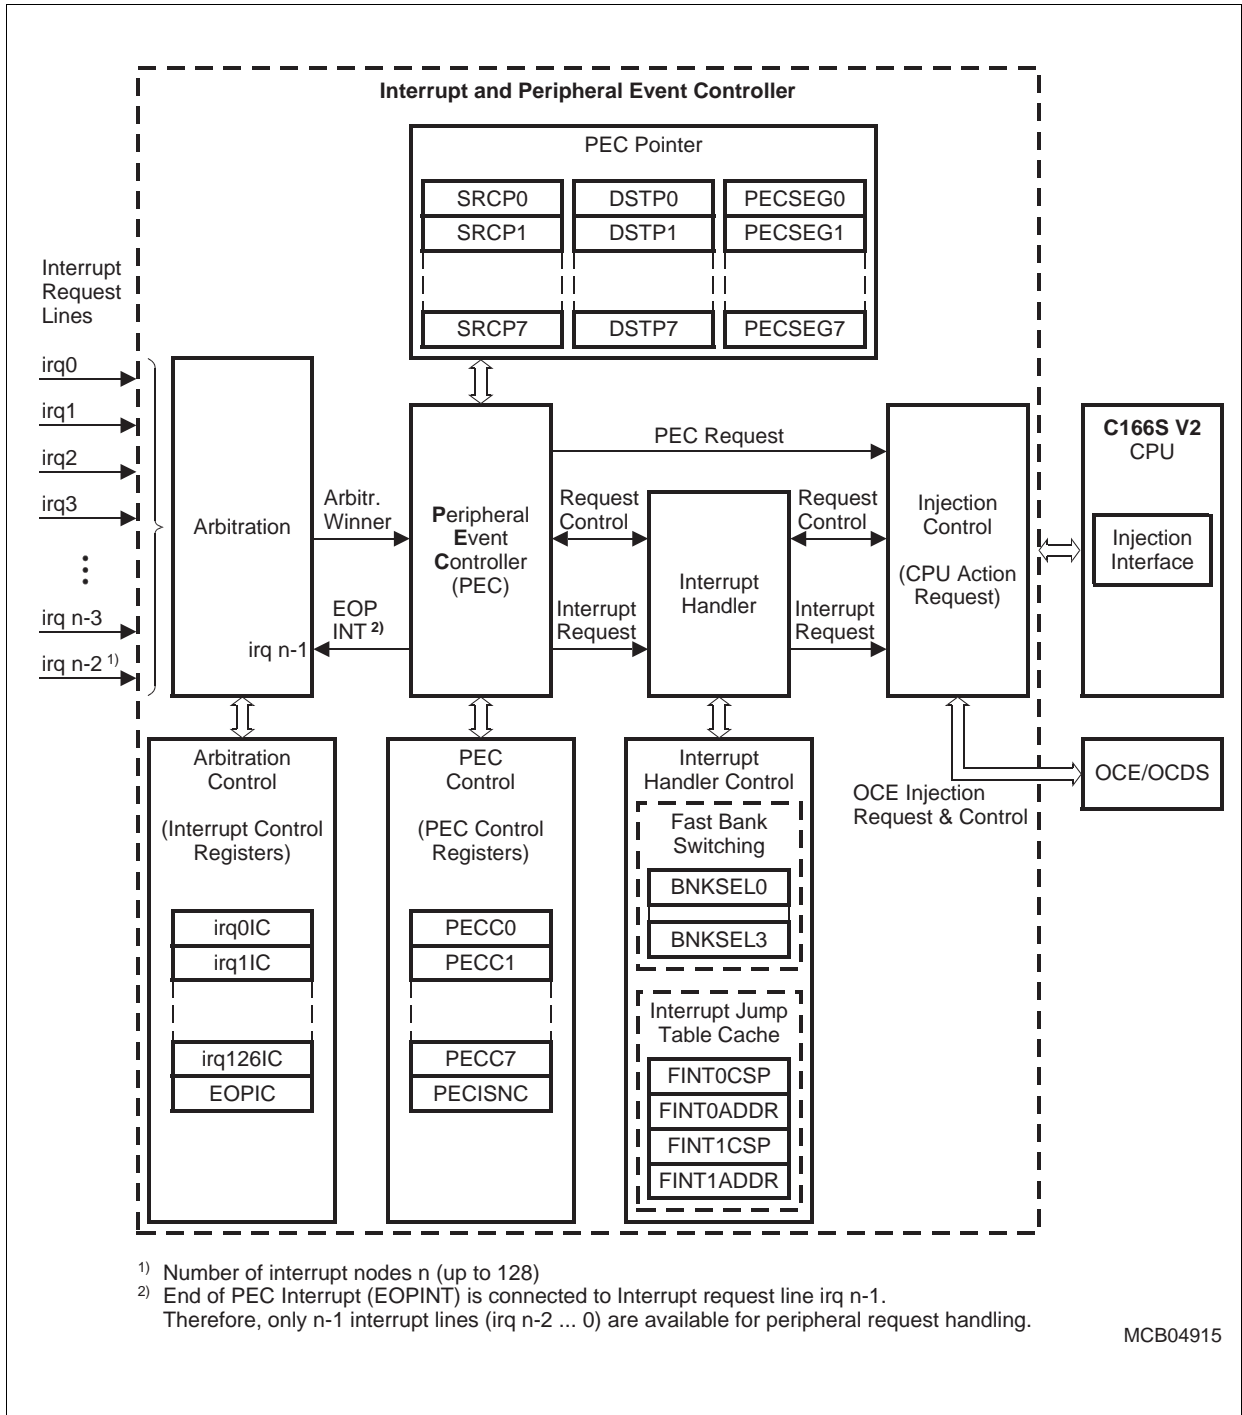 Interrupt and Peripheral Event Controller
PEC Pointer
SRCP0
DSTP0
PECSEG0
SRCP1
DSTP1
PECSEG1
SRCP7
DSTP7
PECSEG7
Interrupt
Request
Lines
irq0
irq1
irq2
irq3
irq n-3
irq n-2 1)
Arbitration
irq n-1
Arbitr.
Winner
EOP
INT 2)
Peripheral
Event
Controller
(PEC)
PEC Request
Request
Control
Interrupt
Request
Interrupt
Handler
Request
Control
Interrupt
Request
Injection
Control
(CPU Action
Request)
C166S V2
CPU
Injection
Interface
Arbitration
Control
(Interrupt Control
Registers)
irq0IC
irq1IC
irq126IC
EOPIC
PEC
Control
(PEC Control
Registers)
PECC0
PECC1
PECC7
PECISNC
Interrupt
Handler Control
Fast Bank
Switching
BNKSEL0
BNKSEL3
Interrupt Jump
Table Cache
FINT0CSP
FINT0ADDR
FINT1CSP
FINT1ADDR
OCE Injection
Request & Control
OCE/OCDS
1) Number of interrupt nodes n (up to 128)
2) End of PEC Interrupt (EOPINT) is connected to Interrupt request line irq n-1.
Therefore, only n-1 interrupt lines (irq n-2 ... 0) are available for peripheral request handling.
MCB04915